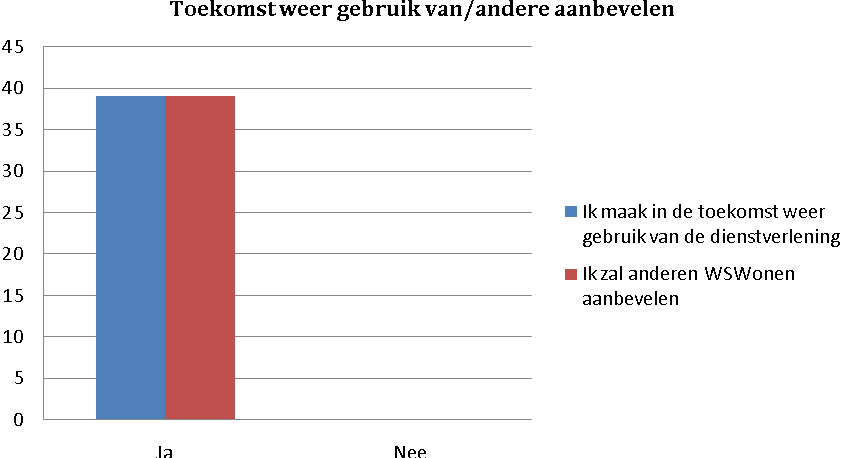 Toekomst weer gebruik van/andere aanbevelen
45
40
35
30
25
20
15
10
5
0
Ja
Nee
Ik maak in de toekomst weer
gebruik van de dienstverlening
Ik zal anderen WSWonen
aanbevelen